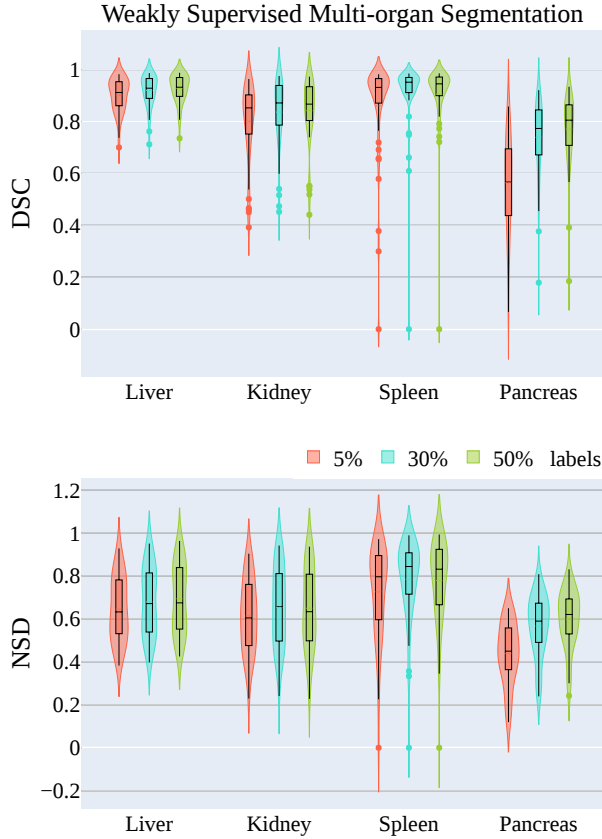 Weakly Supervised Multi-organ Segmentation
1
0.8
0.6
0.4
0.2
0
DSC
Liver Kidney Spleen Pancreas
5% 30% 50% labels
1.2
1
0.8
0.6
0.4
0.2
0
−0.2
NSD
Liver Kidney Spleen Pancreas